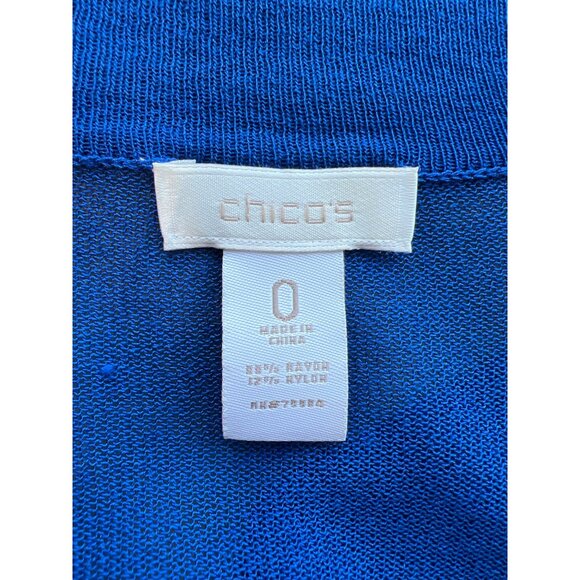 chico's
0
MADE IN
CHINA
88% RAYON
12% NYLON